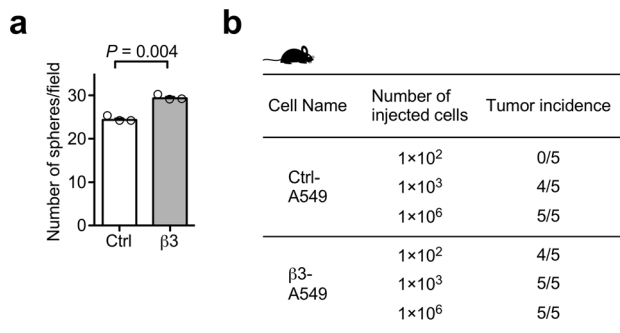 a
P = 0.004
Number of spheres/field
30
20
10
0
Ctrl
β3
b
Cell Name
Number of
injected cells
Tumor incidence
Ctrl-
A549
1×10²
0/5
1×10³
4/5
1×10⁶
5/5
β3-
A549
1×10²
4/5
1×10³
5/5
1×10⁶
5/5